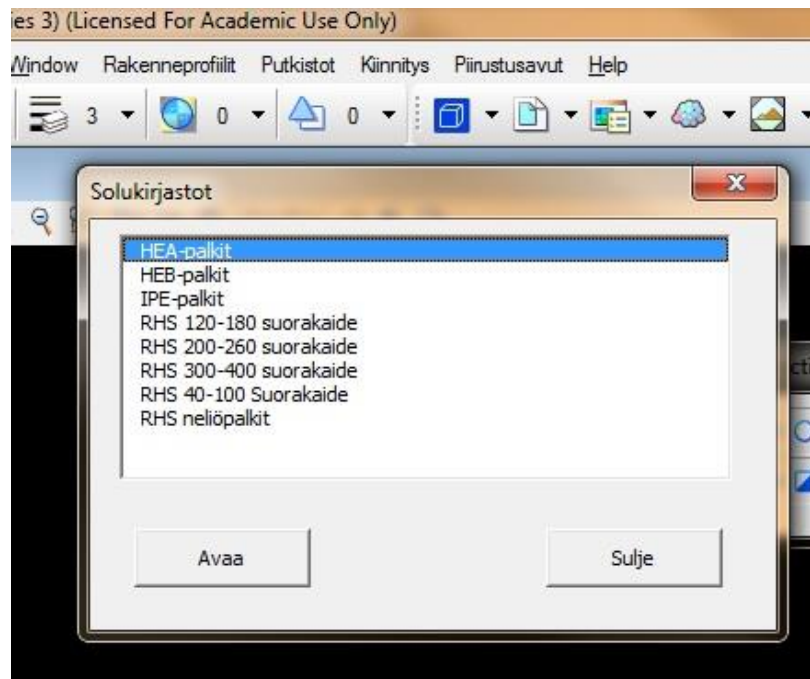 ies 3) (Licensed For Academic Use Only)
Window Rakenneprofiilit Putkistot Kiinnitys Piirustusavut Help
3 0 0
Solukirjastot
HEA-palkit
HEB-palkit
IPE-palkit
RHS 120-180 suorakaide
RHS 200-260 suorakaide
RHS 300-400 suorakaide
RHS 40-100 Suorakaide
RHS neliöpalkit
cti
Avaa Sulje